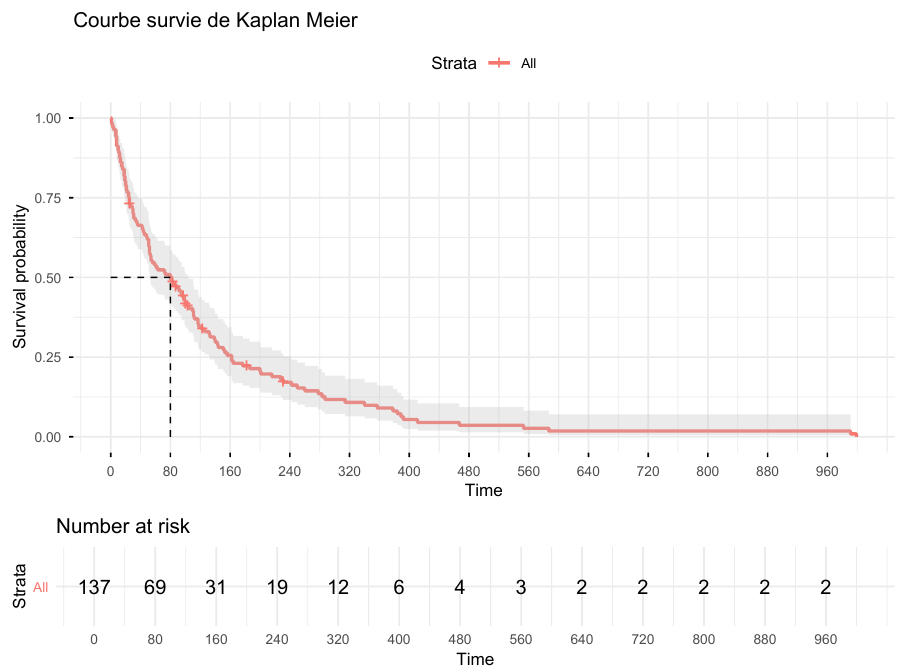 Courbe survie de Kaplan Meier
Strata All
Survival probability
1.00
0.75
0.50
0.25
0.00
0 80 160 240 320 400 480 560 640 720 800 880 960
Time
Number at risk
Strata
All 137 69 31 19 12 6 4 3 2 2 2 2 2
0 80 160 240 320 400 480 560 640 720 800 880 960
Time